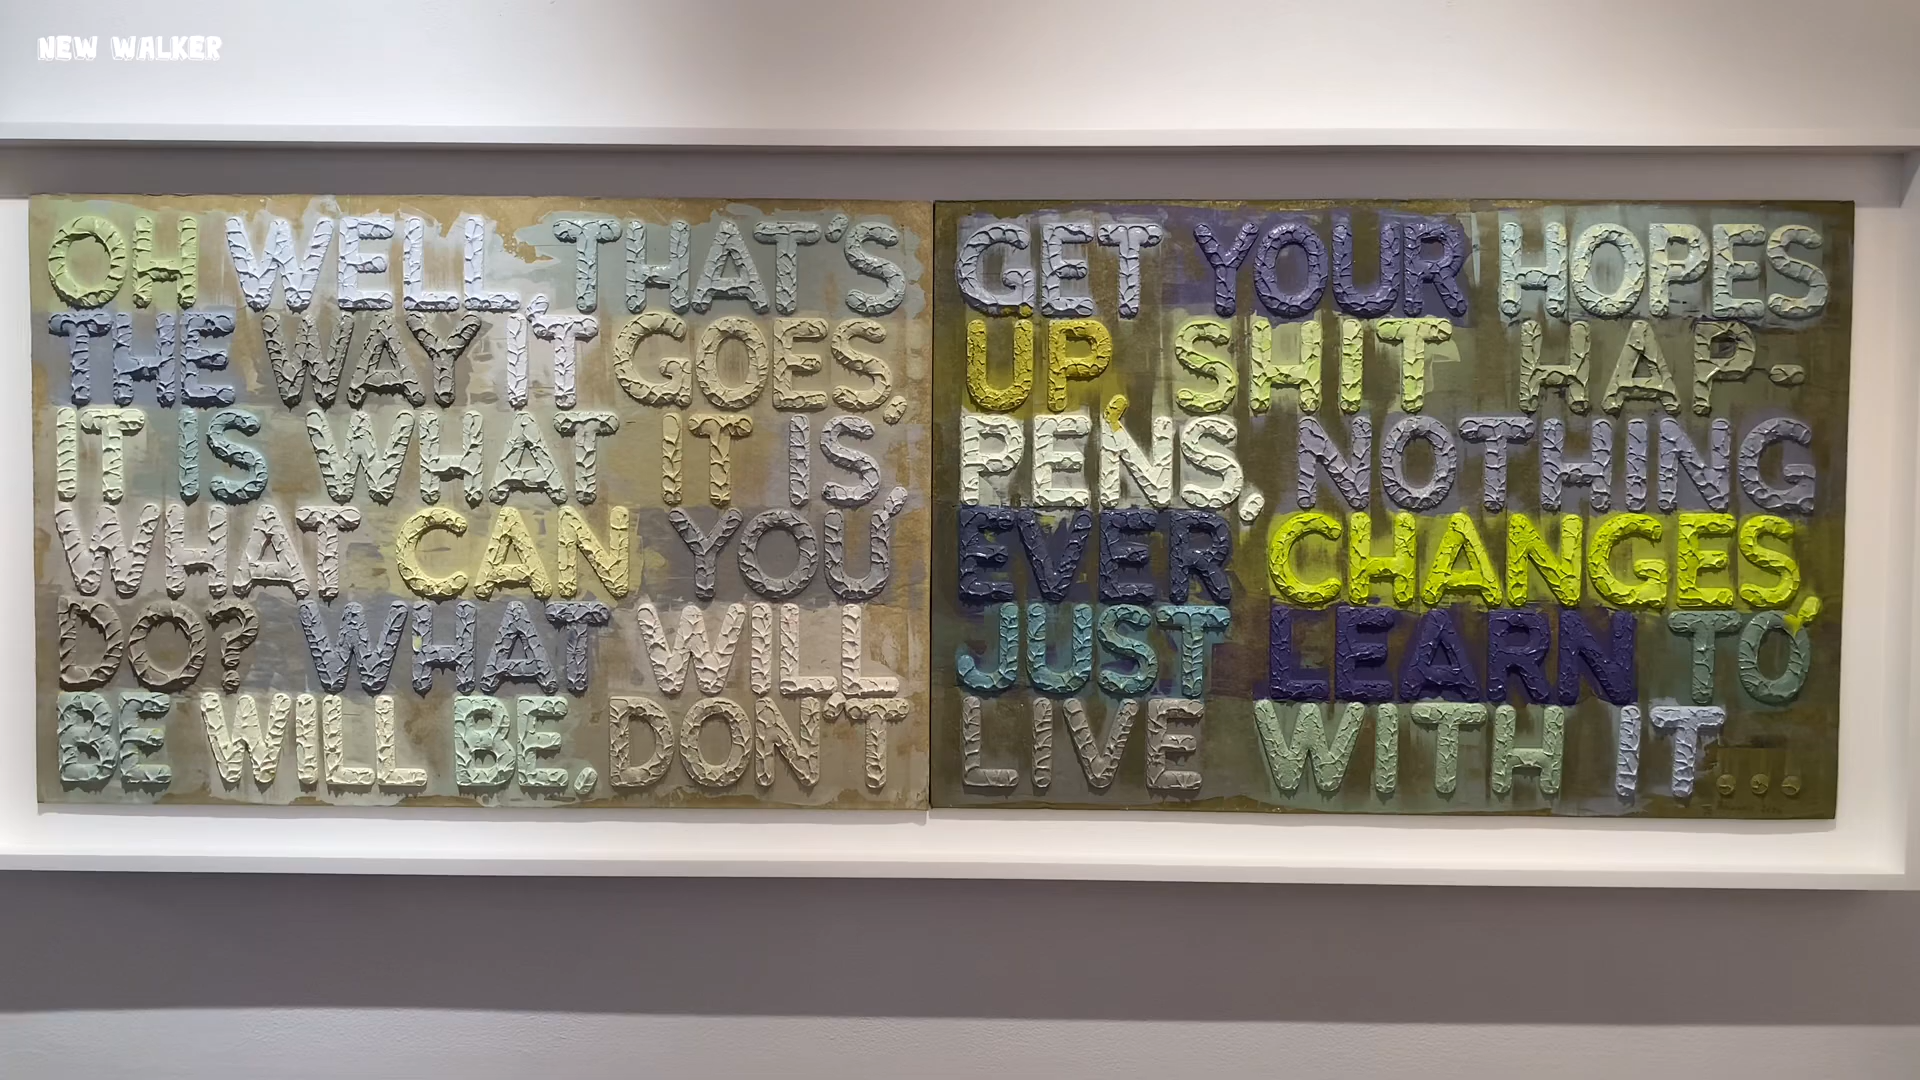 NEW WALKER
OH WELL, THAT'S
THE WAY IT GOES,
IT IS WHAT IT IS,
WHAT CAN YOU
DO? WHAT WILL
BE WILL BE. DON'T
GET YOUR HOPES
UP, SHIT HAP-
PENS, NOTHING
EVER CHANGES,
JUST LEARN TO
LIVE WITH IT...